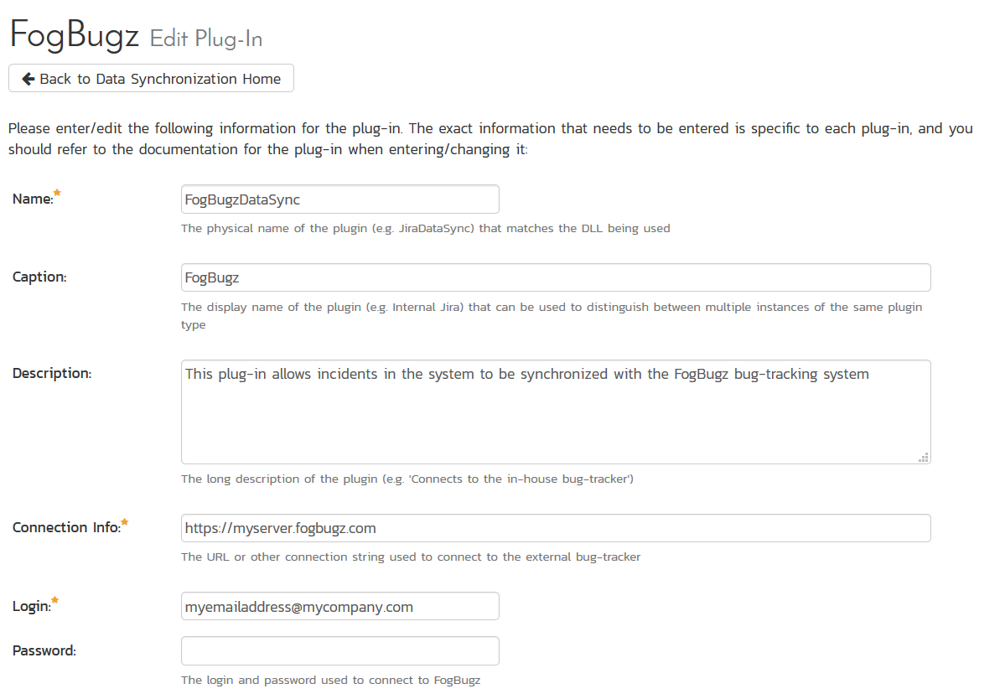 FogBugz Edit Plug-In
Back to Data Synchronization Home
Please enter/edit the following information for the plug-in. The exact information that needs to be entered is specific to each plug-in, and you
should refer to the documentation for the plug-in when entering/changing it:
Name:*
FogBugzDataSync
The physical name of the plugin (e.g. JiraDataSync) that matches the DLL being used
Caption:
FogBugz
The display name of the plugin (e.g. Internal Jira) that can be used to distinguish between multiple instances of the same plugin
type
Description:
This plug-in allows incidents in the system to be synchronized with the FogBugz bug-tracking system
The long description of the plugin (e.g. 'Connects to the in-house bug-tracker')
Connection Info:*
https://myserver.fogbugz.com
The URL or other connection string used to connect to the external bug-tracker
Login:*
myemailaddress@mycompany.com
Password:
The login and password used to connect to FogBugz